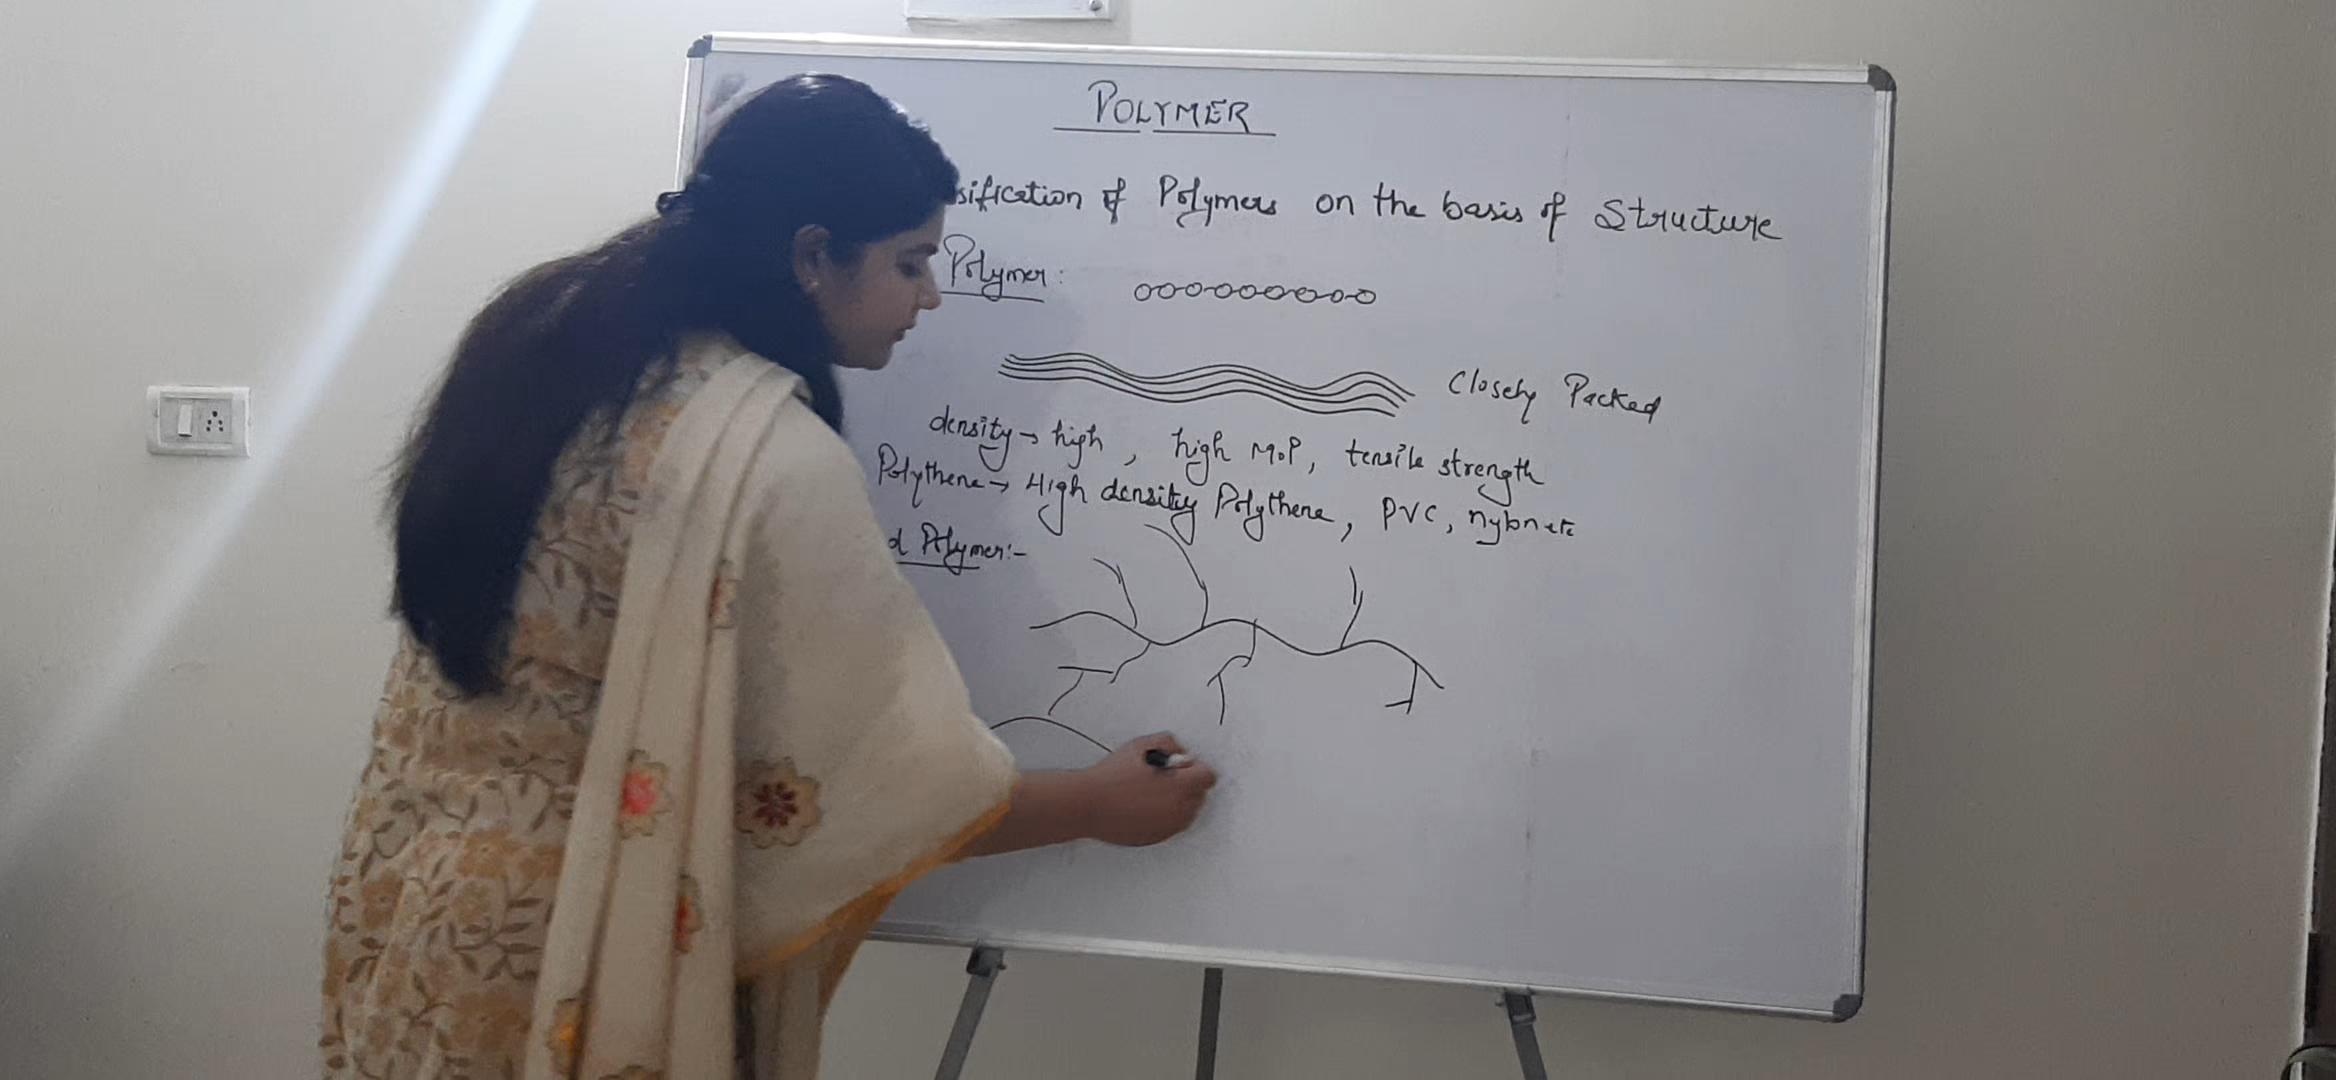 POLYMER
sification of Polymers on the basis of Structure
Polymer:
Closely Packed
density → high, high M.P, tensile strength
Polythene → High density Polythene, PVC, nylon etc
d Polymer:-